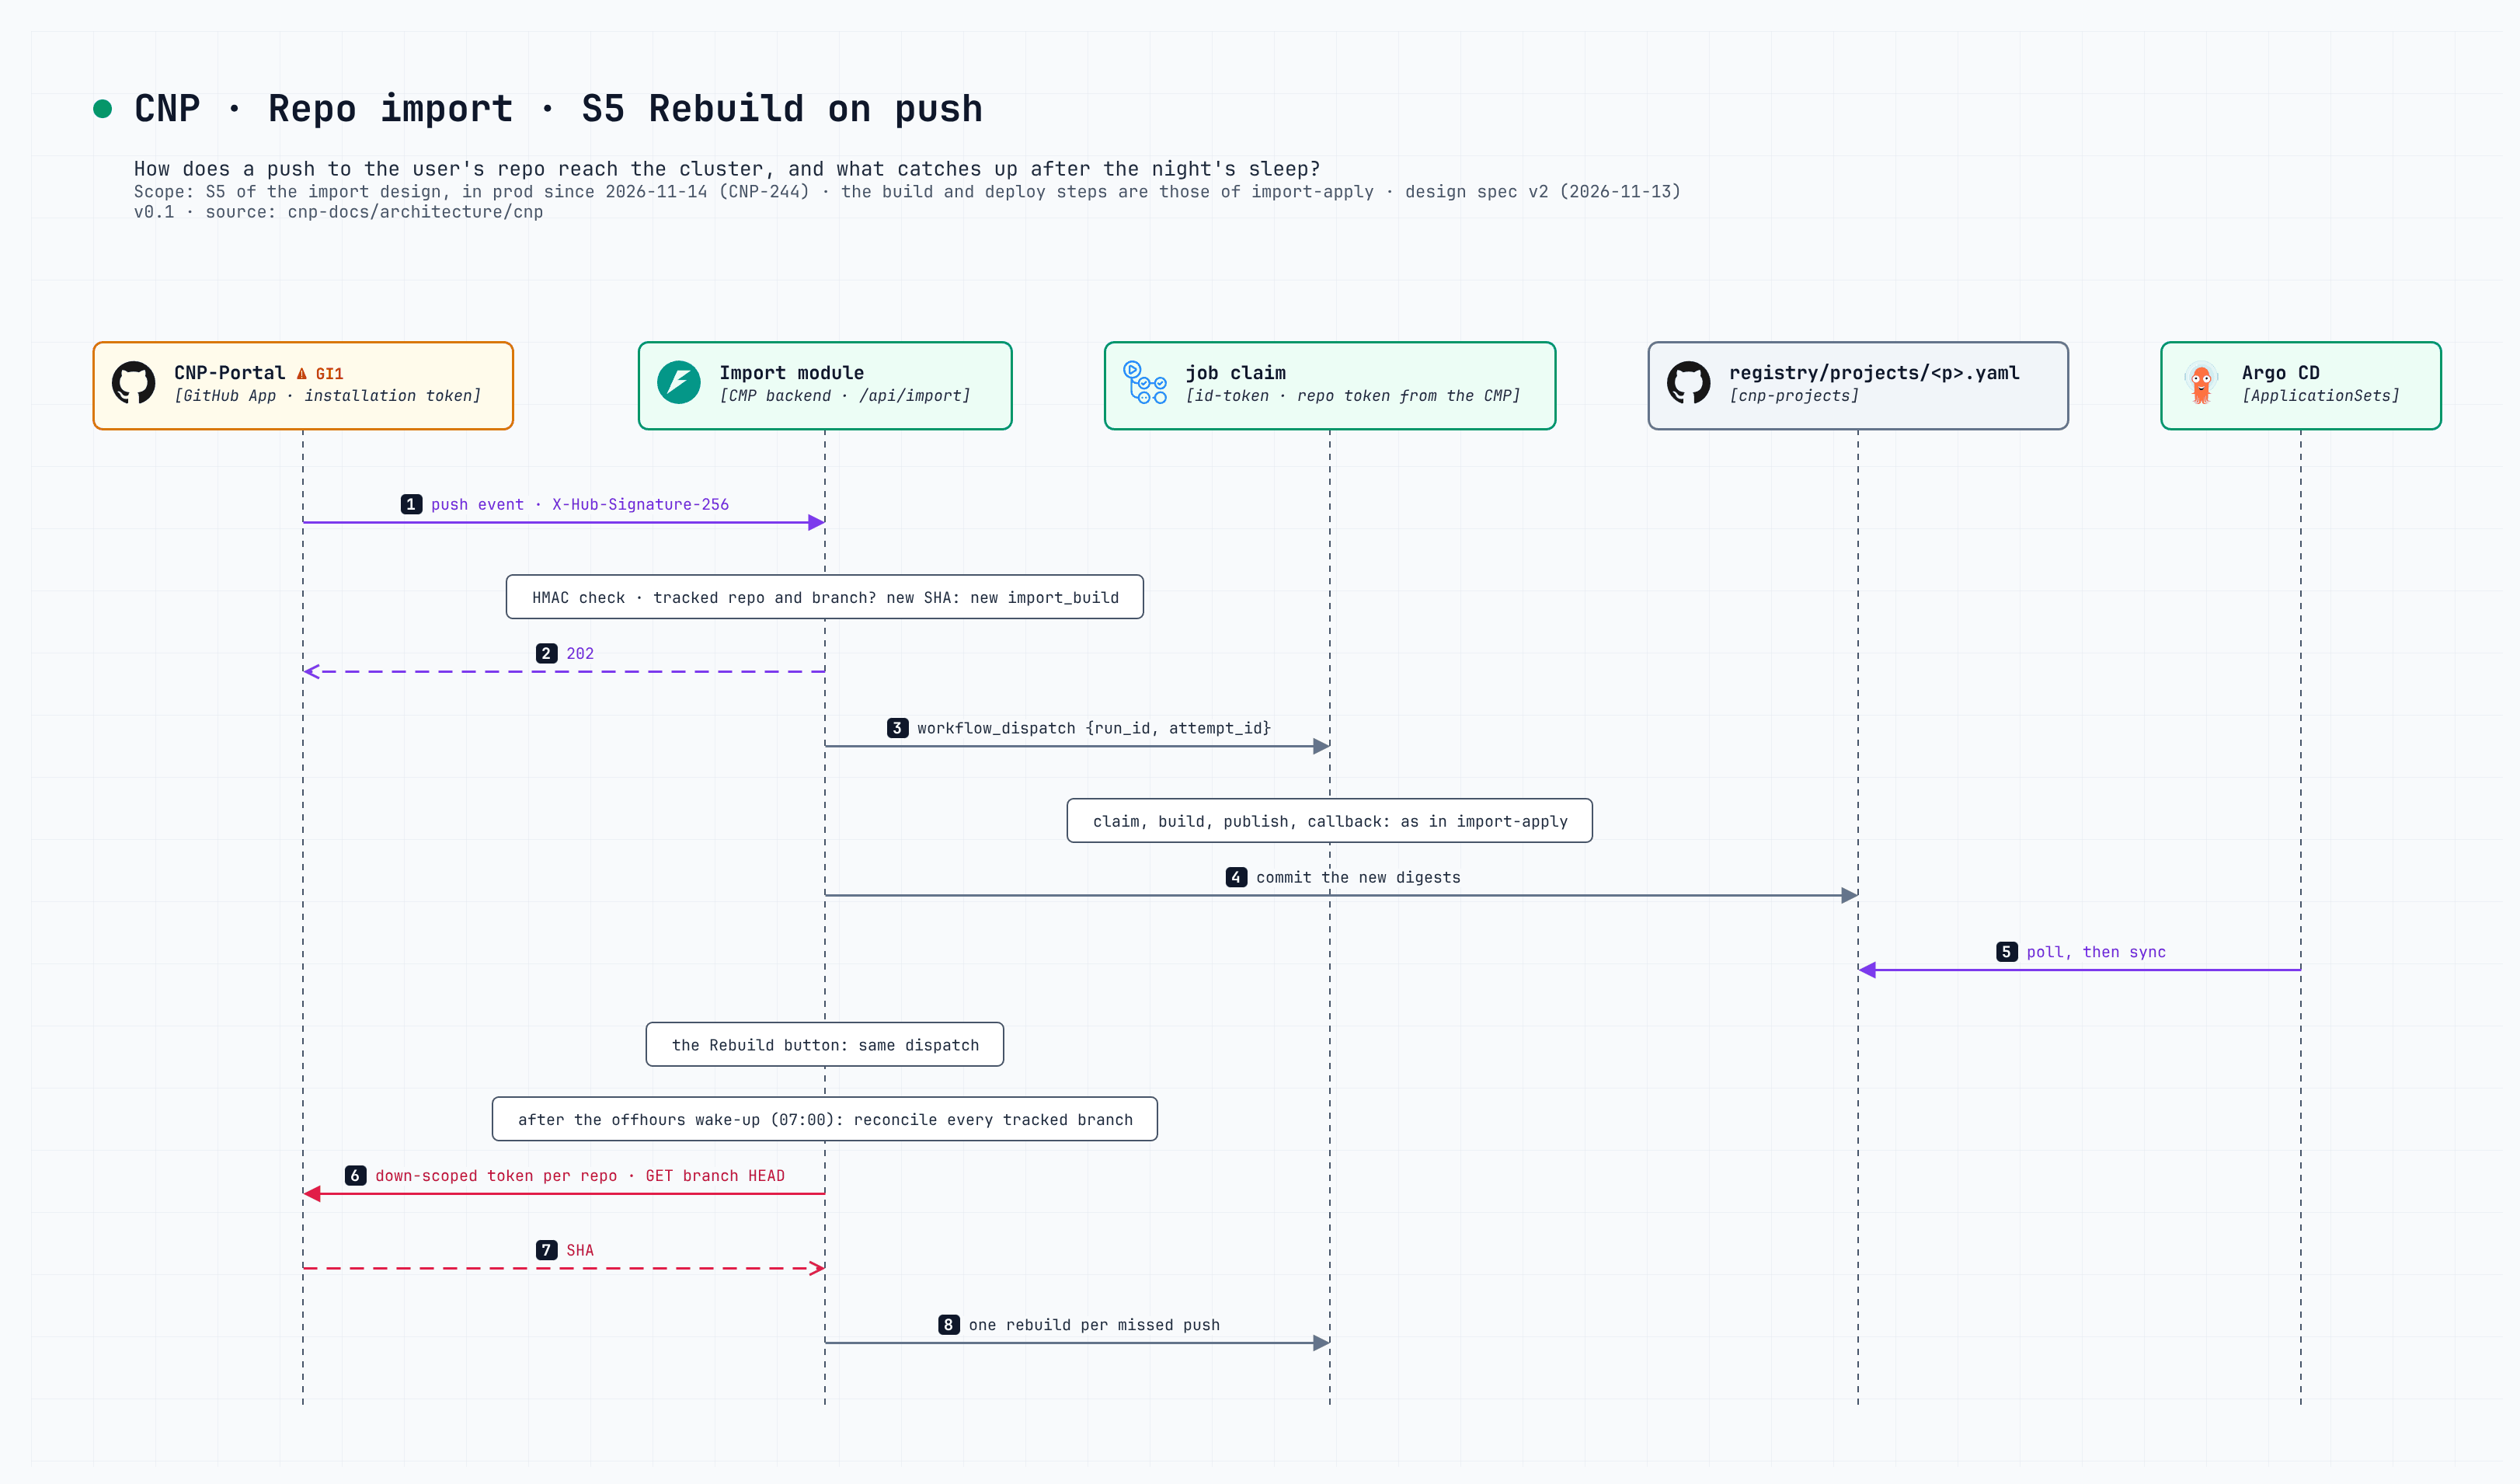 CNP · Repo import · S5 Rebuild on push
How does a push to the user's repo reach the cluster, and what catches up after the night's sleep?
Scope: S5 of the import design, in prod since 2026-11-14 (CNP-244) · the build and deploy steps are those of import-apply · design spec v2 (2026-11-13)
v0.1 · source: cnp-docs/architecture/cnp
CNP-Portal ⚠ GI1
[GitHub App · installation token]
Import module
[CMP backend · /api/import]
job claim
[id-token · repo token from the CMP]
registry/projects/<p>.yaml
[cnp-projects]
Argo CD
[ApplicationSets]
1 push event · X-Hub-Signature-256
HMAC check · tracked repo and branch? new SHA: new import_build
2 202
3 workflow_dispatch {run_id, attempt_id}
claim, build, publish, callback: as in import-apply
4 commit the new digests
5 poll, then sync
the Rebuild button: same dispatch
after the offhours wake-up (07:00): reconcile every tracked branch
6 down-scoped token per repo · GET branch HEAD
7 SHA
8 one rebuild per missed push